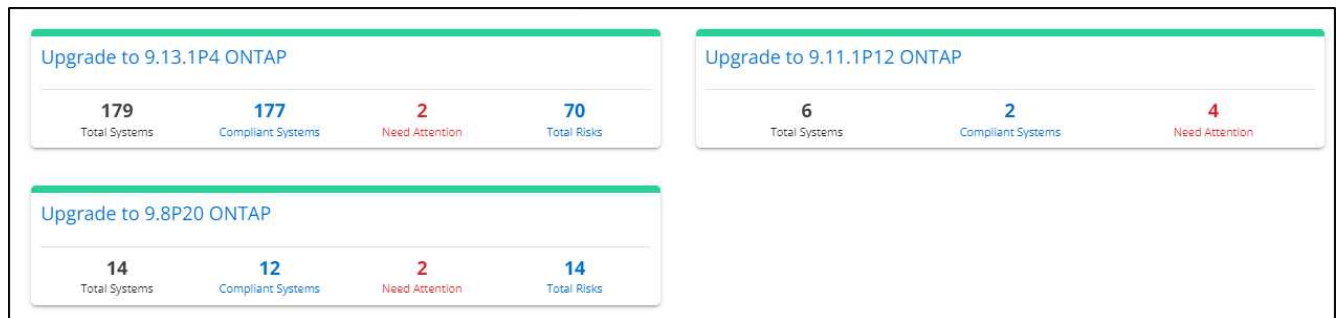 Upgrade to 9.13.1P4 ONTAP
179 177 2 70
Total Systems Compliant Systems Need Attention Total Risks
Upgrade to 9.11.1P12 ONTAP
6 2 4
Total Systems Compliant Systems Need Attention
Upgrade to 9.8P20 ONTAP
14 12 2 14
Total Systems Compliant Systems Need Attention Total Risks